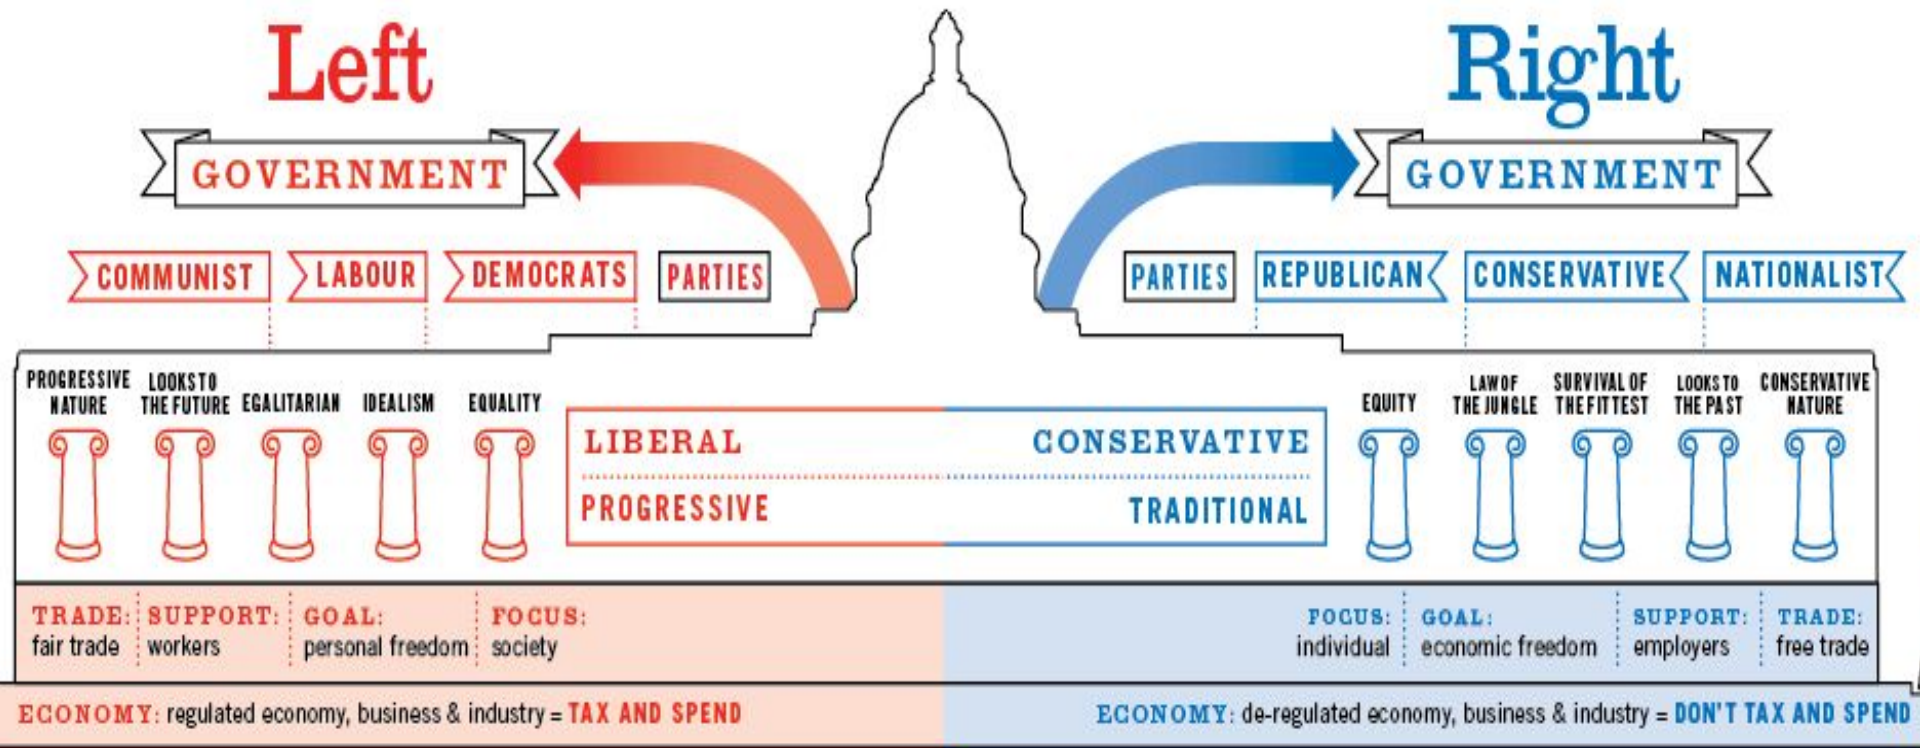 Left
Right
GOVERNMENT
GOVERNMENT
COMMUNIST
LABOUR
DEMOCRATS
PARTIES
PARTIES
REPUBLICAN
CONSERVATIVE
NATIONALIST
PROGRESSIVE
NATURE
LOOKS TO
THE FUTURE
EGALITARIAN
IDEALISM
EQUALITY
EQUITY
LAW OF
THE JUNGLE
SURVIVAL OF
THE FITTEST
LOOKS TO
THE PAST
CONSERVATIVE
NATURE
LIBERAL
CONSERVATIVE
PROGRESSIVE
TRADITIONAL
TRADE:
fair trade
SUPPORT:
workers
GOAL:
personal freedom
FOCUS:
society
FOCUS:
individual
GOAL:
economic freedom
SUPPORT:
employers
TRADE:
free trade
ECONOMY: regulated economy, business & industry = TAX AND SPEND
ECONOMY: de-regulated economy, business & industry = DON'T TAX AND SPEND